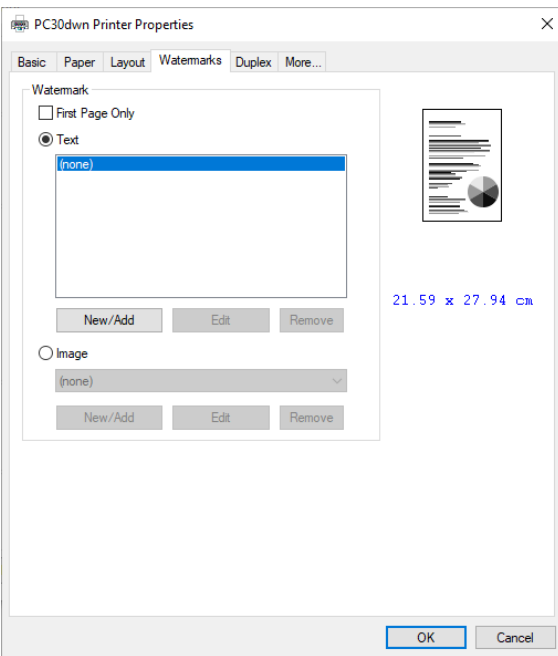 PC30dwn Printer Properties
Basic Paper Layout Watermarks Duplex More...
Watermark
First Page Only
Text
(none)
New/Add Edit Remove
21.59 x 27.94 cm
Image
(none)
New/Add Edit Remove
OK Cancel